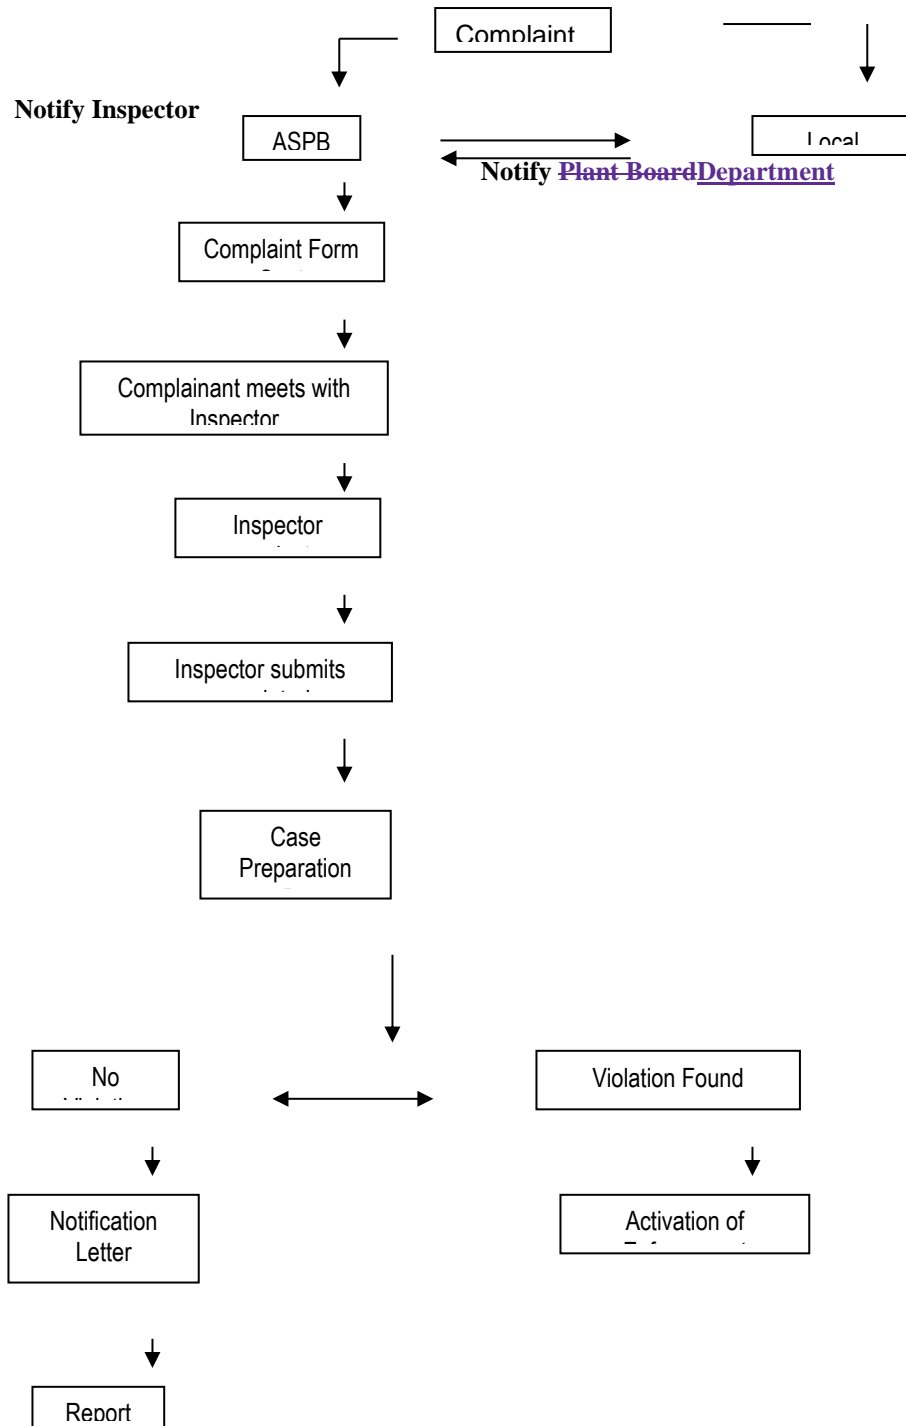 Complaint
Notify Inspector
ASPB
Local
Notify Plant BoardDepartment
Complaint Form
Complainant meets with
Inspector
Inspector
Inspector submits
Case
Preparation
No
Violation Found
Notification
Letter
Activation of
Report